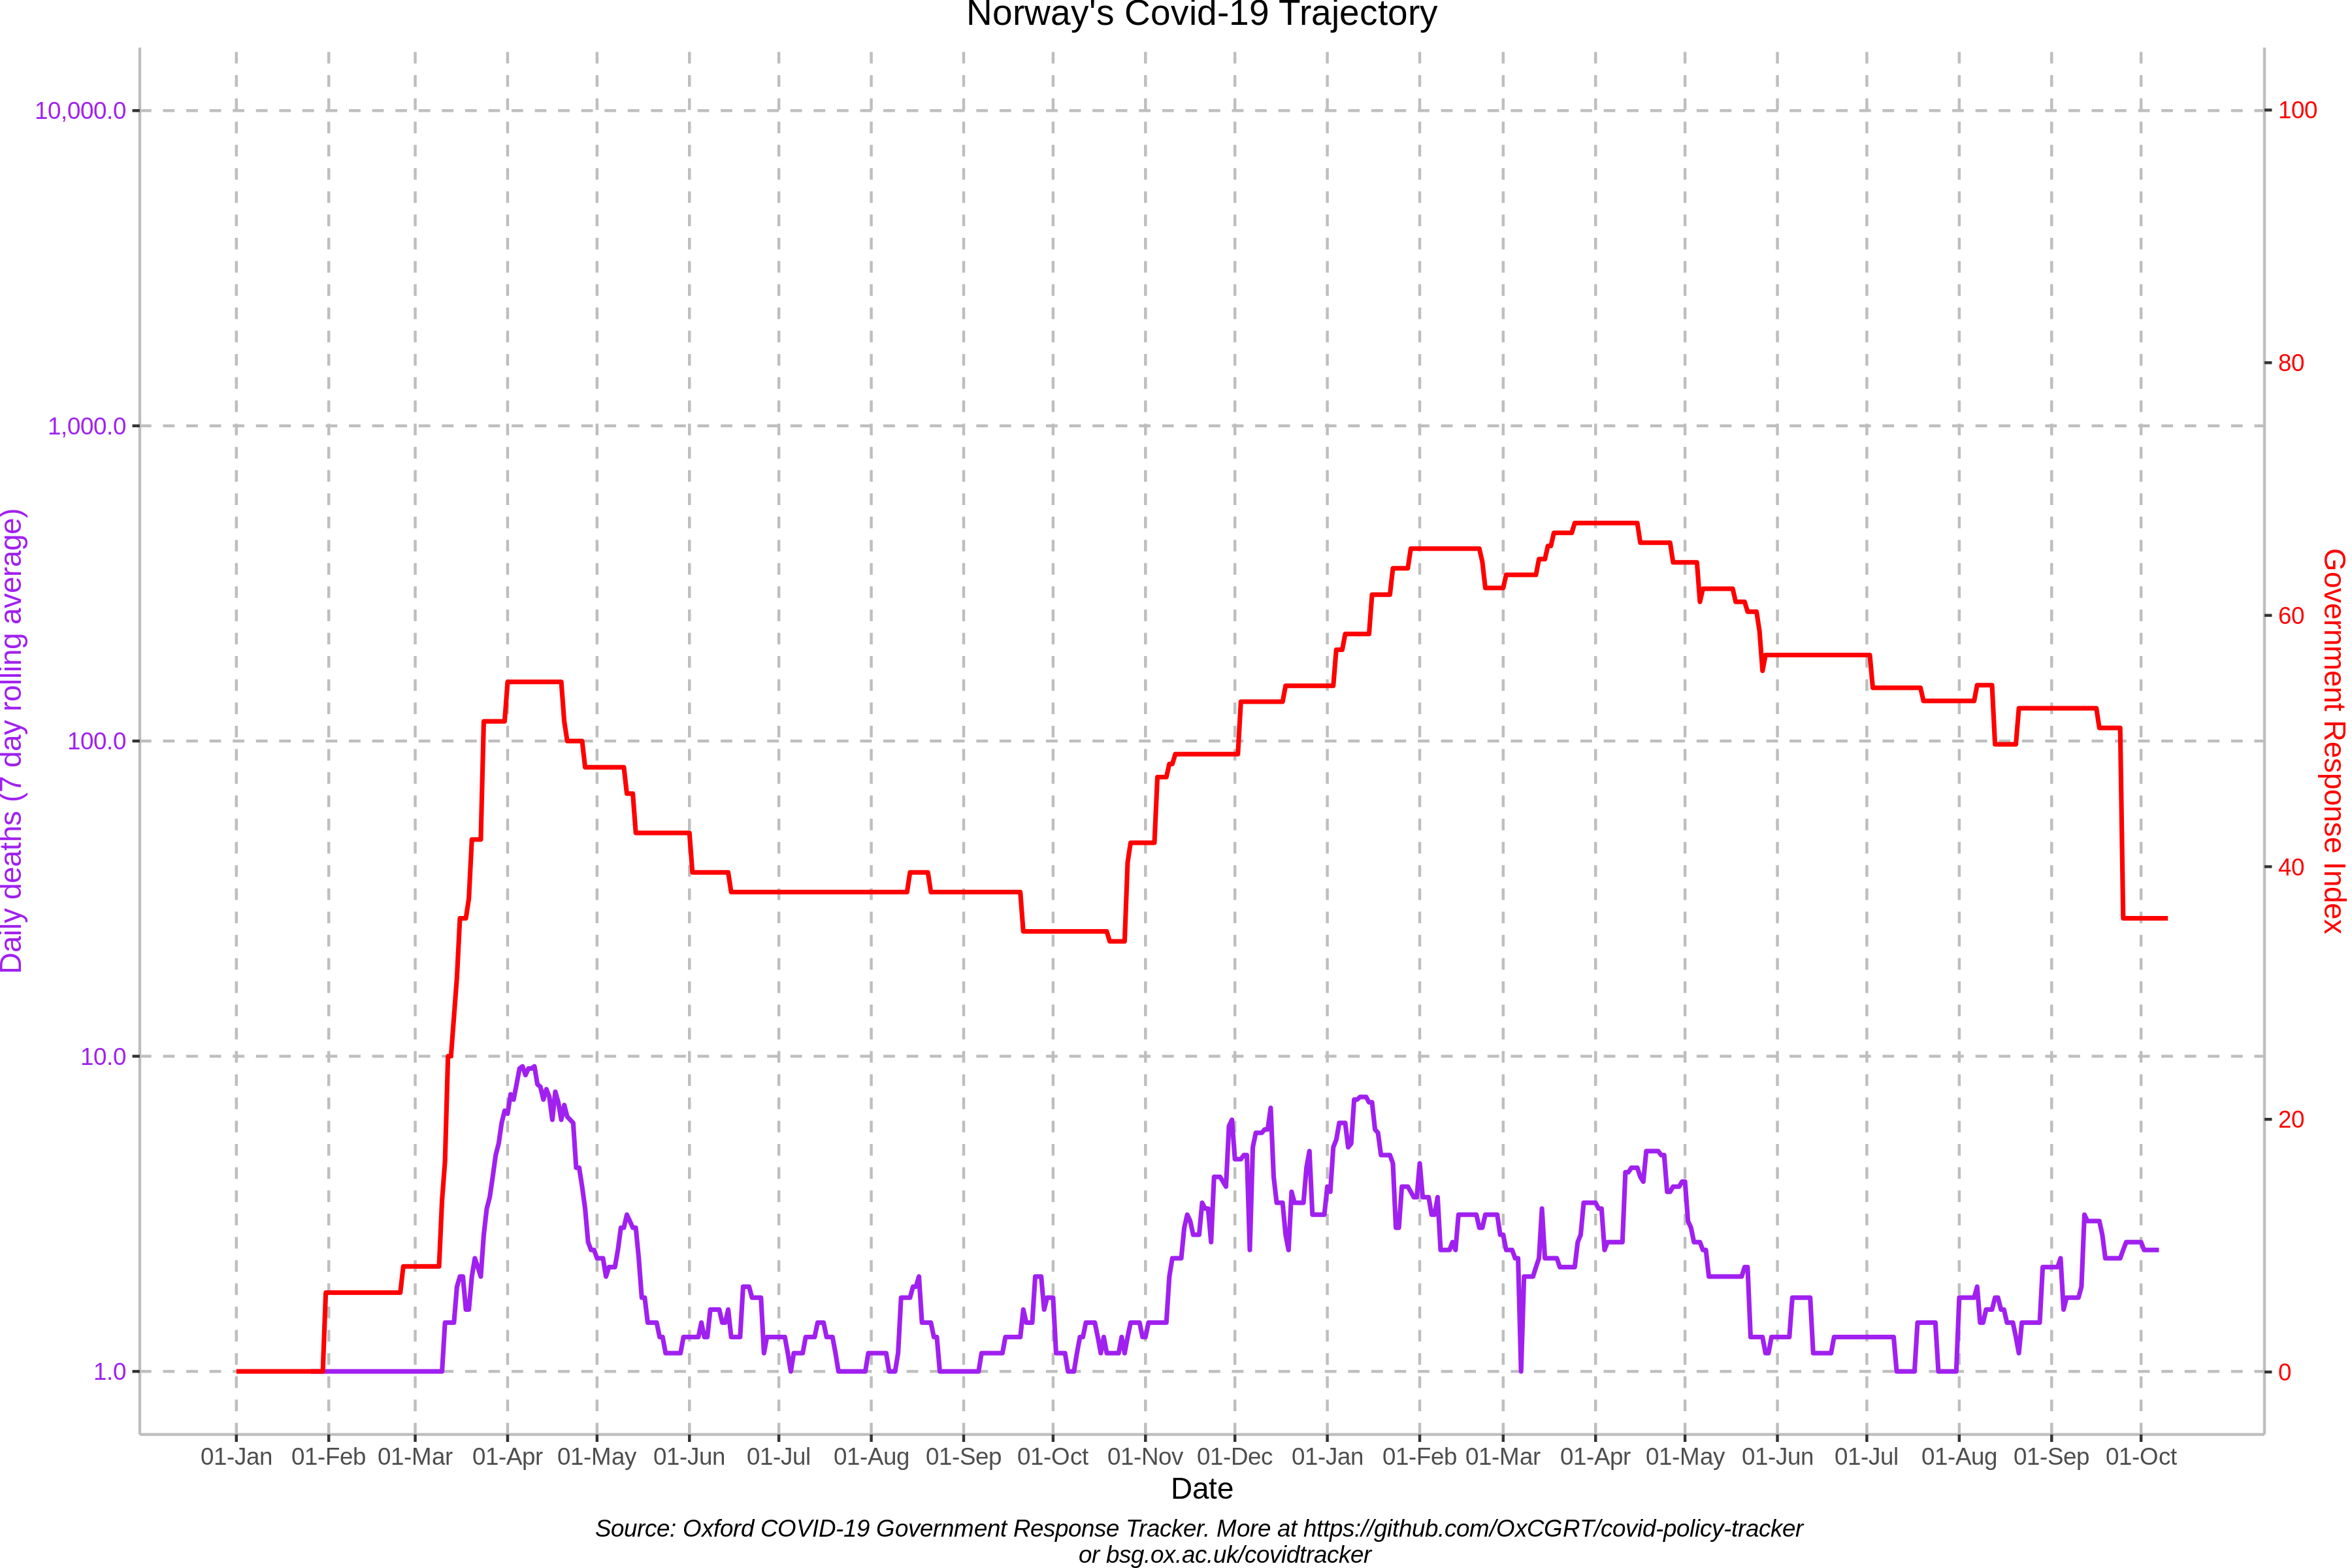 Norway's Covid-19 Trajectory
10,000.0
1,000.0
100.0
10.0
1.0
Daily deaths (7 day rolling average)
100
80
60
40
20
0
Government Response Index
01-Jan 01-Feb 01-Mar 01-Apr 01-May 01-Jun 01-Jul 01-Aug 01-Sep 01-Oct 01-Nov 01-Dec 01-Jan 01-Feb 01-Mar 01-Apr 01-May 01-Jun 01-Jul 01-Aug 01-Sep 01-Oct
Date
Source: Oxford COVID-19 Government Response Tracker. More at https://github.com/OxCGRT/covid-policy-tracker
or bsg.ox.ac.uk/covidtracker